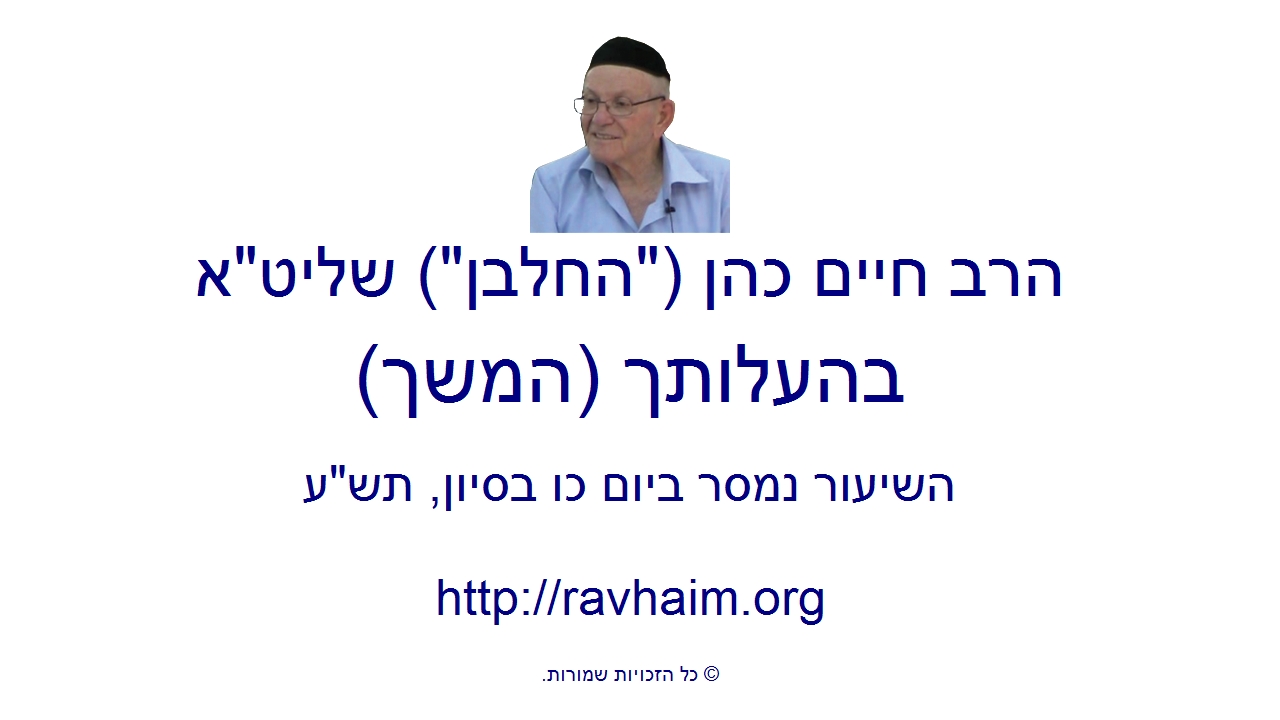 הרב חיים כהן ("החלבן") שליט"א
בהעלותך (המשך)
השיעור נמסר ביום כו בסיון, תש"ע
http://ravhaim.org
© כל הזכויות שמורות.